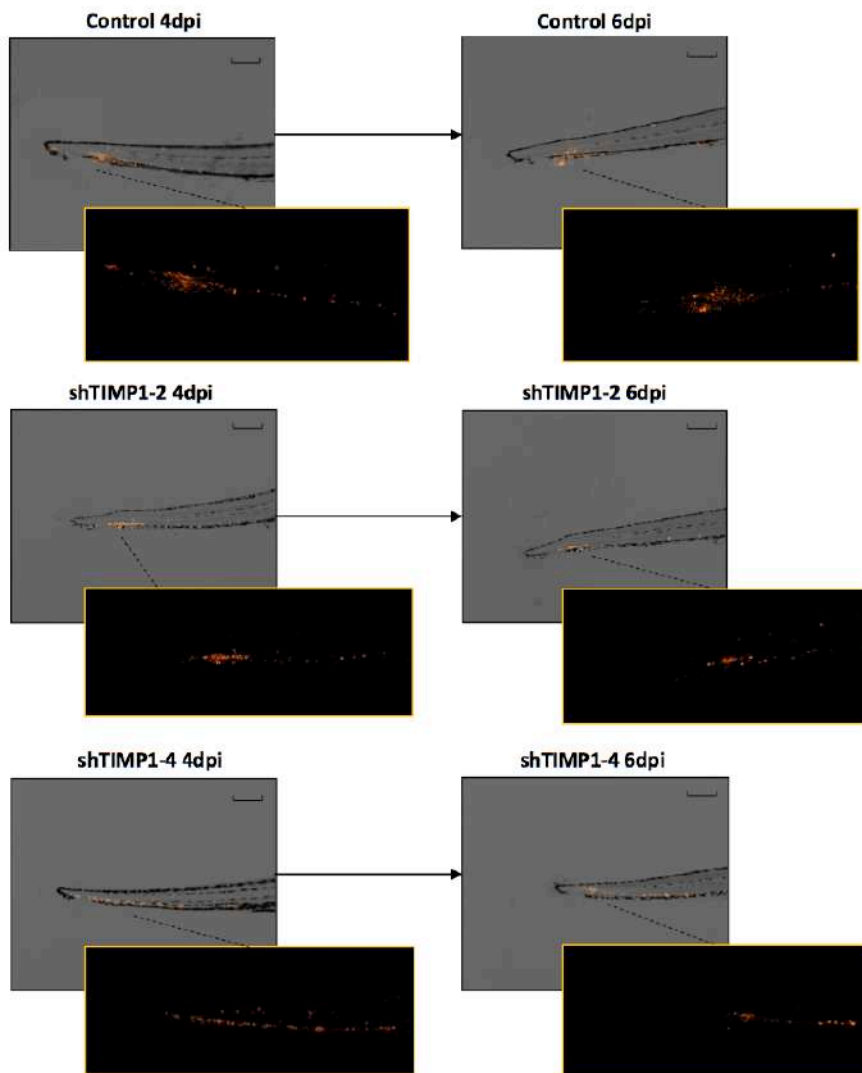 Control 4dpi
Control 6dpi
shTIMP1-2 4dpi
shTIMP1-2 6dpi
shTIMP1-4 4dpi
shTIMP1-4 6dpi